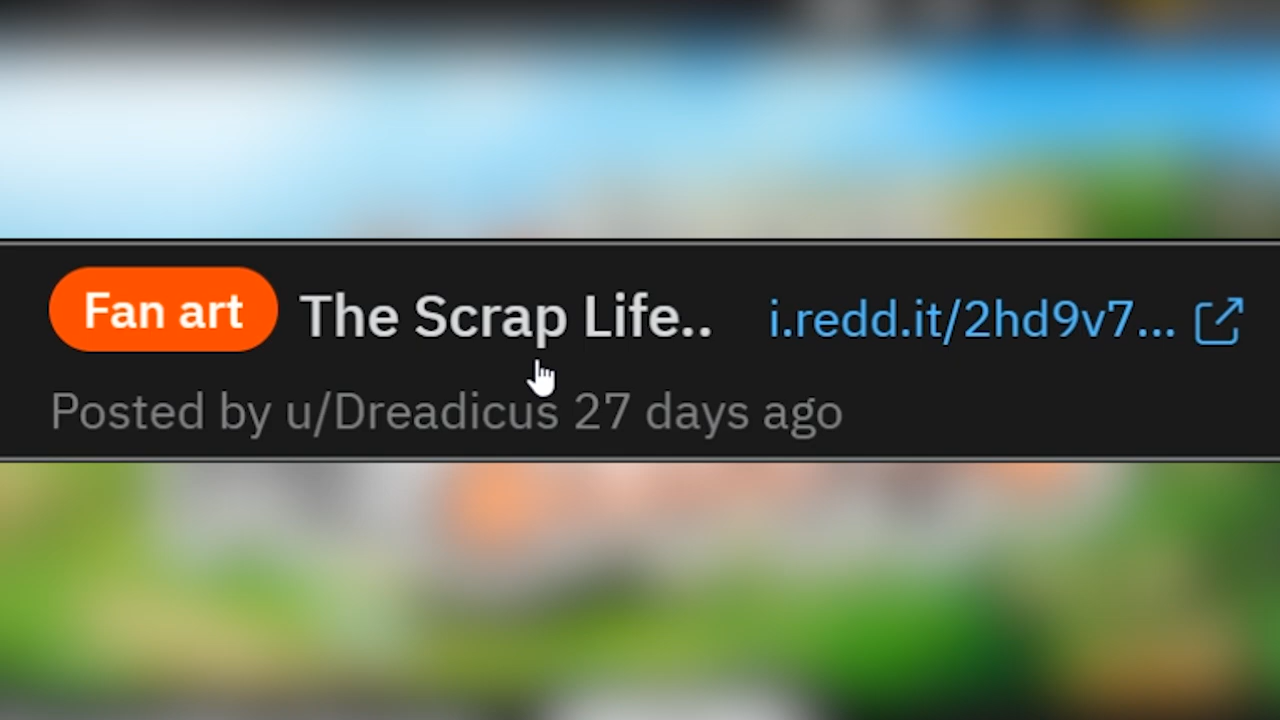 Fan art The Scrap Life.. i.redd.it/2hd9v7...
Posted by u/Dreadicus 27 days ago